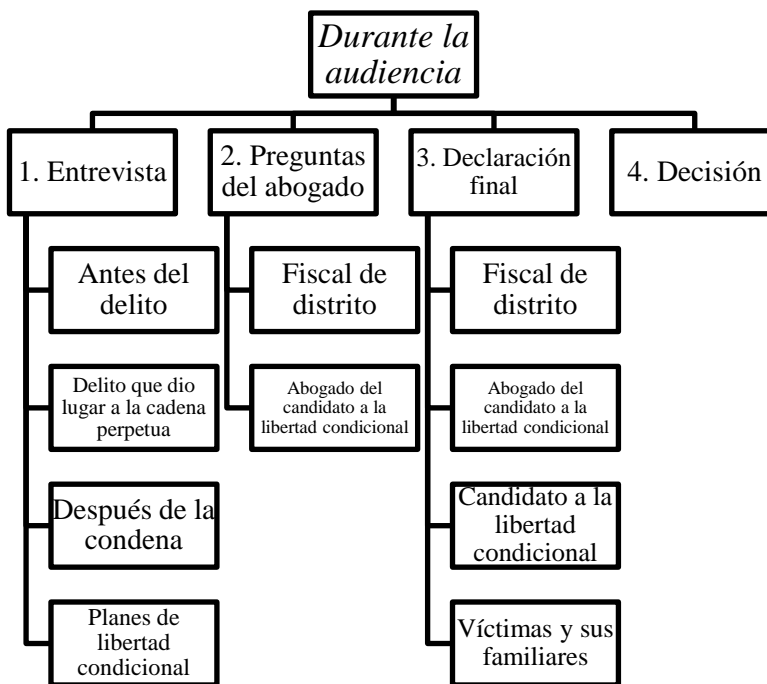 Durante la
audiencia
1. Entrevista
Antes del
delito
Delito que dio
lugar a la cadena
perpetua
Después de la
condena
Planes de
libertad
condicional
2. Preguntas
del abogado
Fiscal de
distrito
Abogado del
candidato a la
libertad condicional
3. Declaración
final
Fiscal de
distrito
Abogado del
candidato a la
libertad condicional
Candidato a la
libertad
condicional
Víctimas y sus
familiares
4. Decisión